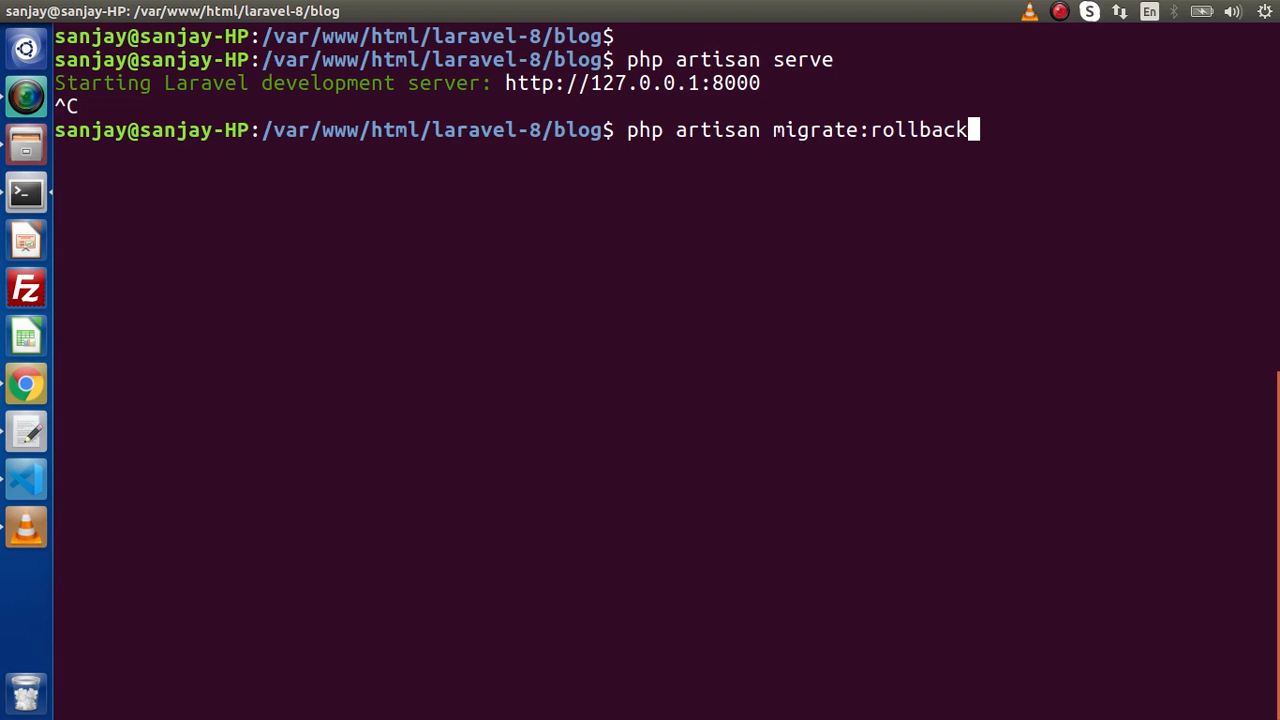 sanjay@sanjay-HP: /var/www/html/laravel-8/blog
S
En
sanjay@sanjay-HP:/var/www/html/laravel-8/blog$
sanjay@sanjay-HP:/var/www/html/laravel-8/blog$ php artisan serve
Starting Laravel development server: http://127.0.0.1:8000
^C
sanjay@sanjay-HP:/var/www/html/laravel-8/blog$ php artisan migrate:rollback
>_
Fz